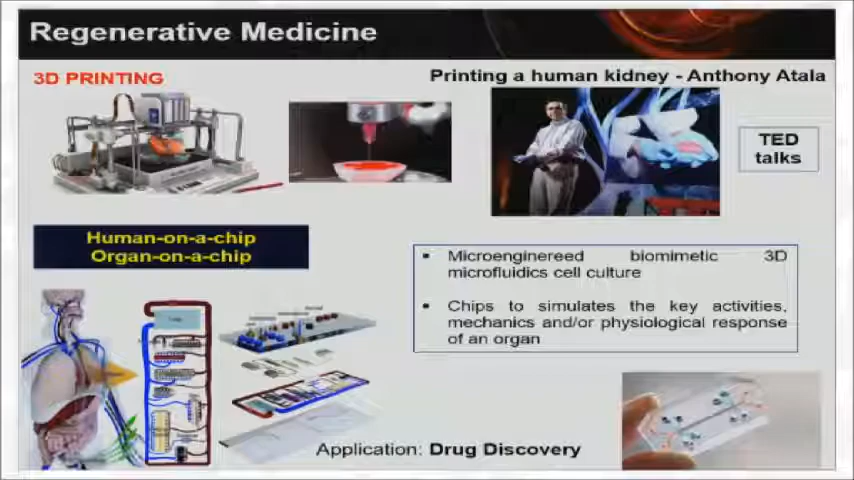 Regenerative Medicine
3D PRINTING
Printing a human kidney - Anthony Atala
TED
talks
Human-on-a-chip
Organ-on-a-chip
▪ Microenginereed biomimetic 3D
microfluidics cell culture
▪ Chips to simulates the key activities,
mechanics and/or physiological response
of an organ
Application: Drug Discovery